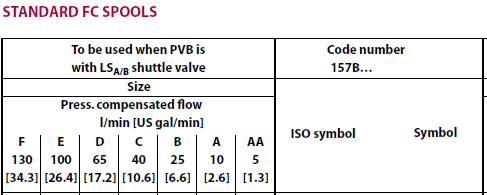 STANDARD FC SPOOLS
To be used when PVB is
with LSA/B shuttle valve
Code number
157B...
Size
Press. compensated flow
l/min [US gal/min]
ISO symbol
Symbol
F E D C B A AA
130 100 65 40 25 10 5
[34.3] [26.4] [17.2] [10.6] [6.6] [2.6] [1.3]